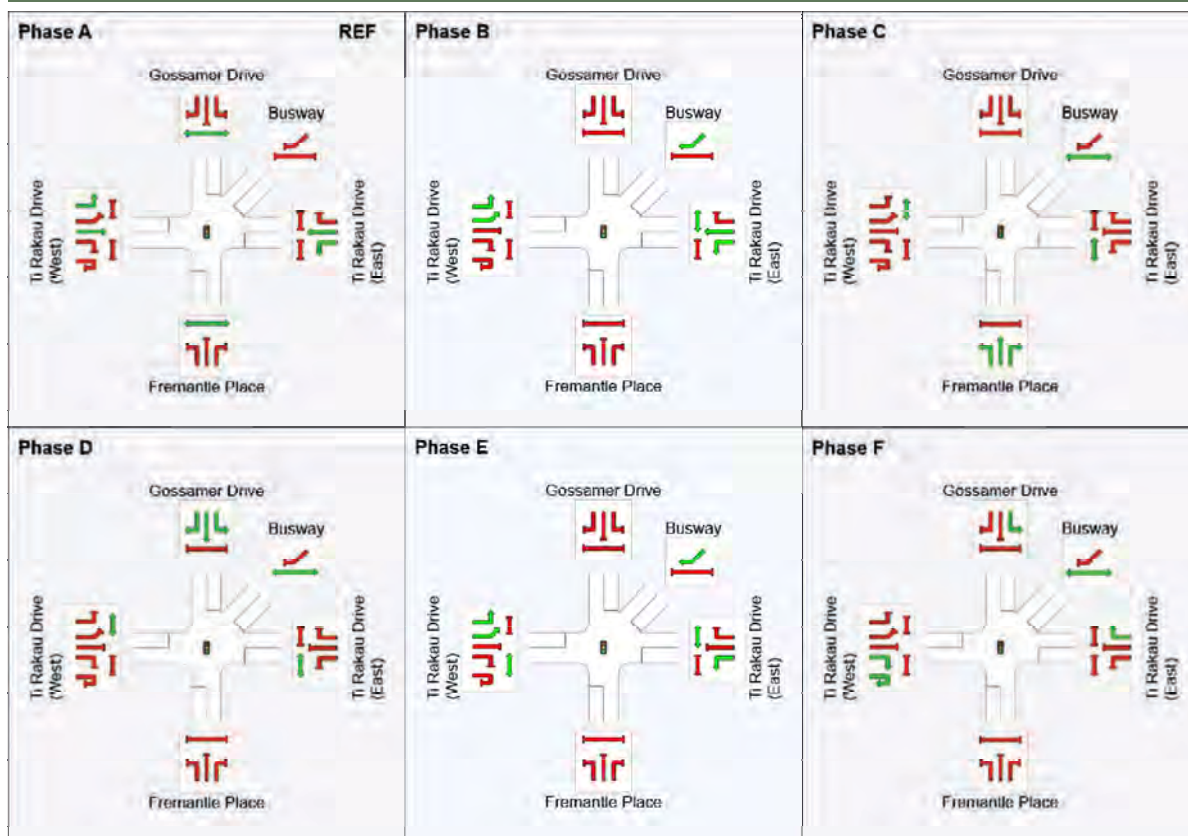 Phase A
REF
Gossamer Drive
Busway
Ti Rakau Drive
(West)
Ti Rakau Drive
(East)
Fremantle Place
Phase B
Gossamer Drive
Busway
Ti Rakau Drive
(West)
Ti Rakau Drive
(East)
Fremantle Place
Phase C
Gossamer Drive
Busway
Ti Rakau Drive
(West)
Ti Rakau Drive
(East)
Fremantle Place
Phase D
Gossamer Drive
Busway
Ti Rakau Drive
(West)
Ti Rakau Drive
(East)
Fremantle Place
Phase E
Gossamer Drive
Busway
Ti Rakau Drive
(West)
Ti Rakau Drive
(East)
Fremantle Place
Phase F
Gossamer Drive
Busway
Ti Rakau Drive
(West)
Ti Rakau Drive
(East)
Fremantle Place